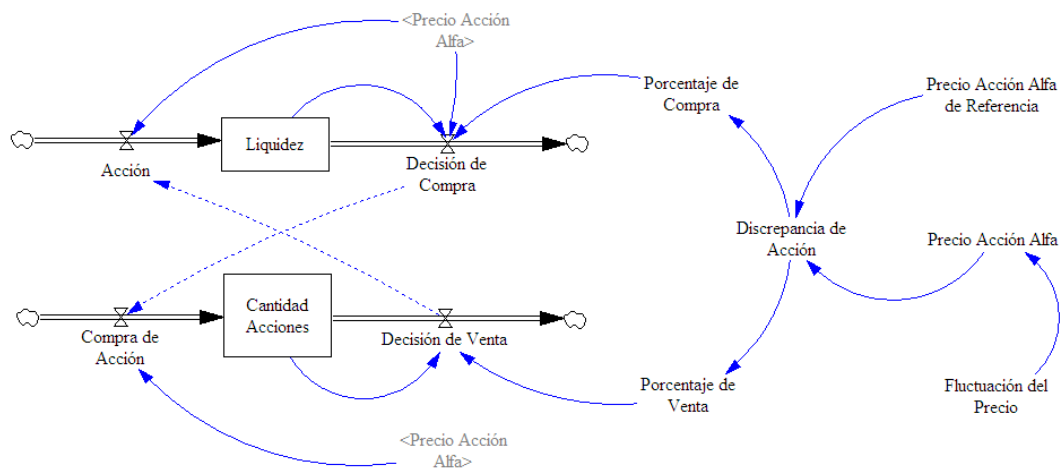 <Precio Acción
Alfa>
Porcentaje de
Compra
Precio Acción Alfa
de Referencia
Liquidez
Acción
Decisión de
Compra
Discrepancia de
Acción
Precio Acción Alfa
Cantidad
Acciones
Compra de
Acción
Decisión de Venta
Porcentaje de
Venta
Fluctuación del
Precio
<Precio Acción
Alfa>